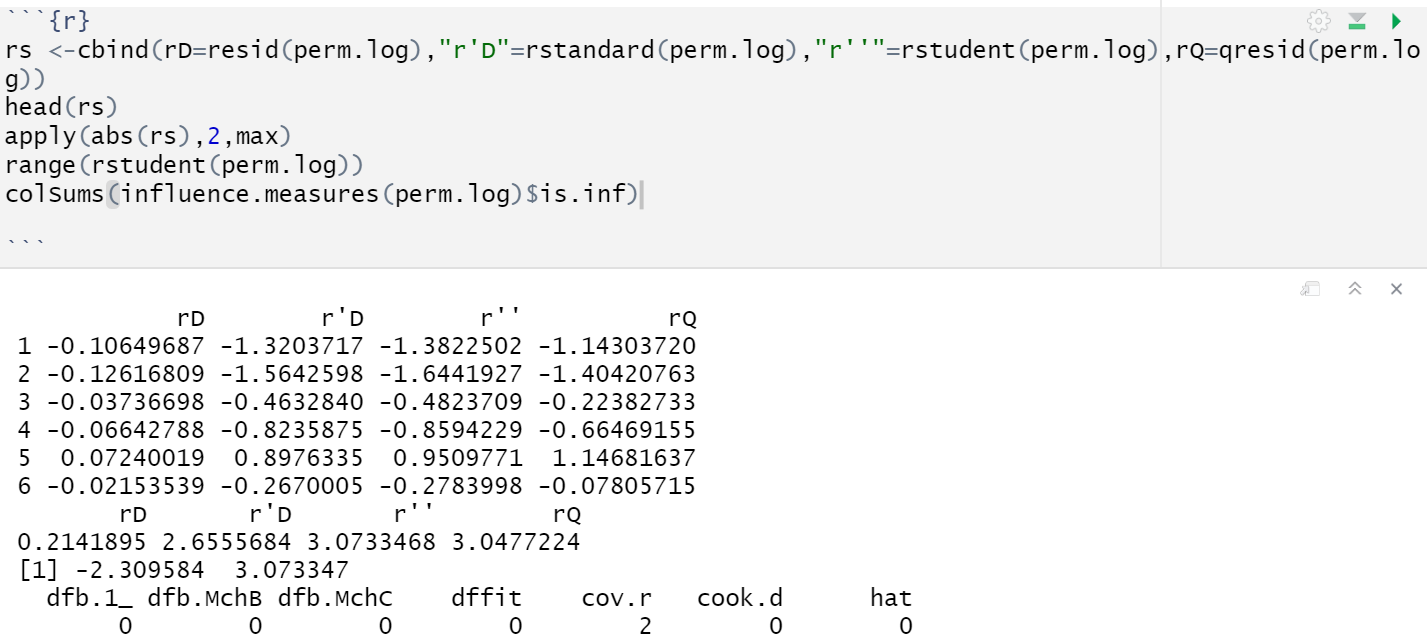 ```{r}
rs <-cbind(rD=resid(perm.log),"r'D"=rstandard(perm.log),"r''"=rstudent(perm.log),rQ=qresid(perm.lo
g))
head(rs)
apply(abs(rs),2,max)
range(rstudent(perm.log))
colSums(influence.measures(perm.log)$is.inf)
```
rD r'D r'' rQ
1 -0.10649687 -1.3203717 -1.3822502 -1.14303720
2 -0.12616809 -1.5642598 -1.6441927 -1.40420763
3 -0.03736698 -0.4632840 -0.4823709 -0.22382733
4 -0.06642788 -0.8235875 -0.8594229 -0.66469155
5 0.07240019 0.8976335 0.9509771 1.14681637
6 -0.02153539 -0.2670005 -0.2783998 -0.07805715
rD r'D r'' rQ
0.2141895 2.6555684 3.0733468 3.0477224
[1] -2.309584 3.073347
dfb.1_ dfb.MchB dfb.MchC dffit cov.r cook.d hat
0 0 0 0 2 0 0